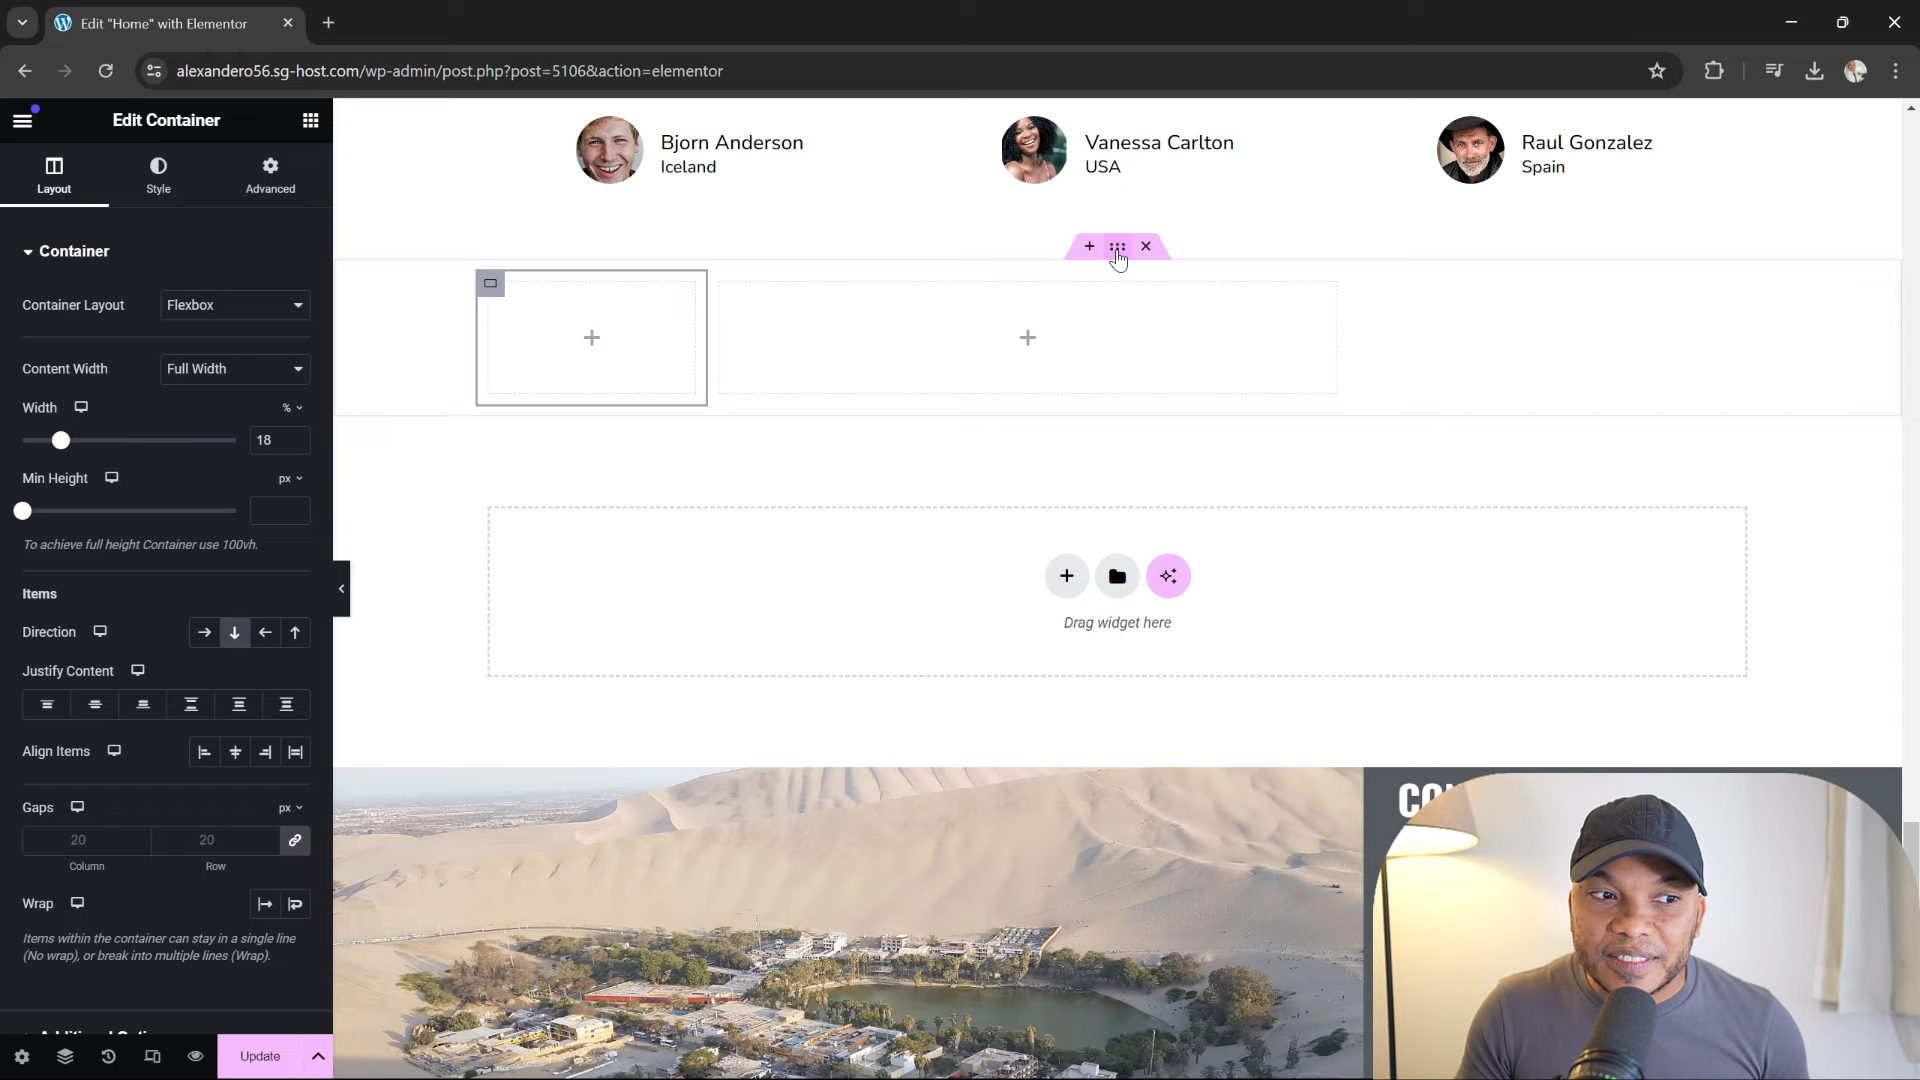 Edit "Home" with Elementor
alexandero56.sg-host.com/wp-admin/post.php?post=5106&action=elementor
Edit Container
Layout
Style
Advanced
Container
Container Layout
Flexbox
Content Width
Full Width
Width
%
18
Min Height
px
To achieve full height Container use 100vh.
Items
Direction
Justify Content
Align Items
Gaps
px
20
20
Column
Row
Wrap
Items within the container can stay in a single line
(No wrap), or break into multiple lines (Wrap).
Update
Bjorn Anderson
Iceland
Vanessa Carlton
USA
Raul Gonzalez
Spain
Drag widget here